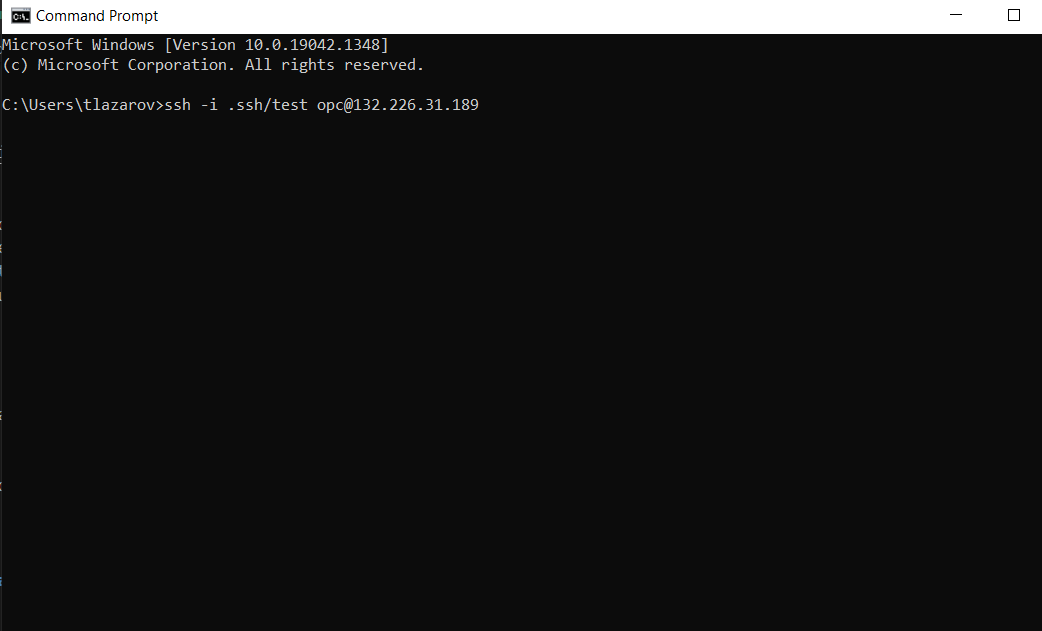 Command Prompt
Microsoft Windows [Version 10.0.19042.1348]
(c) Microsoft Corporation. All rights reserved.
C:\Users\tlazarov>ssh -i .ssh/test opc@132.226.31.189